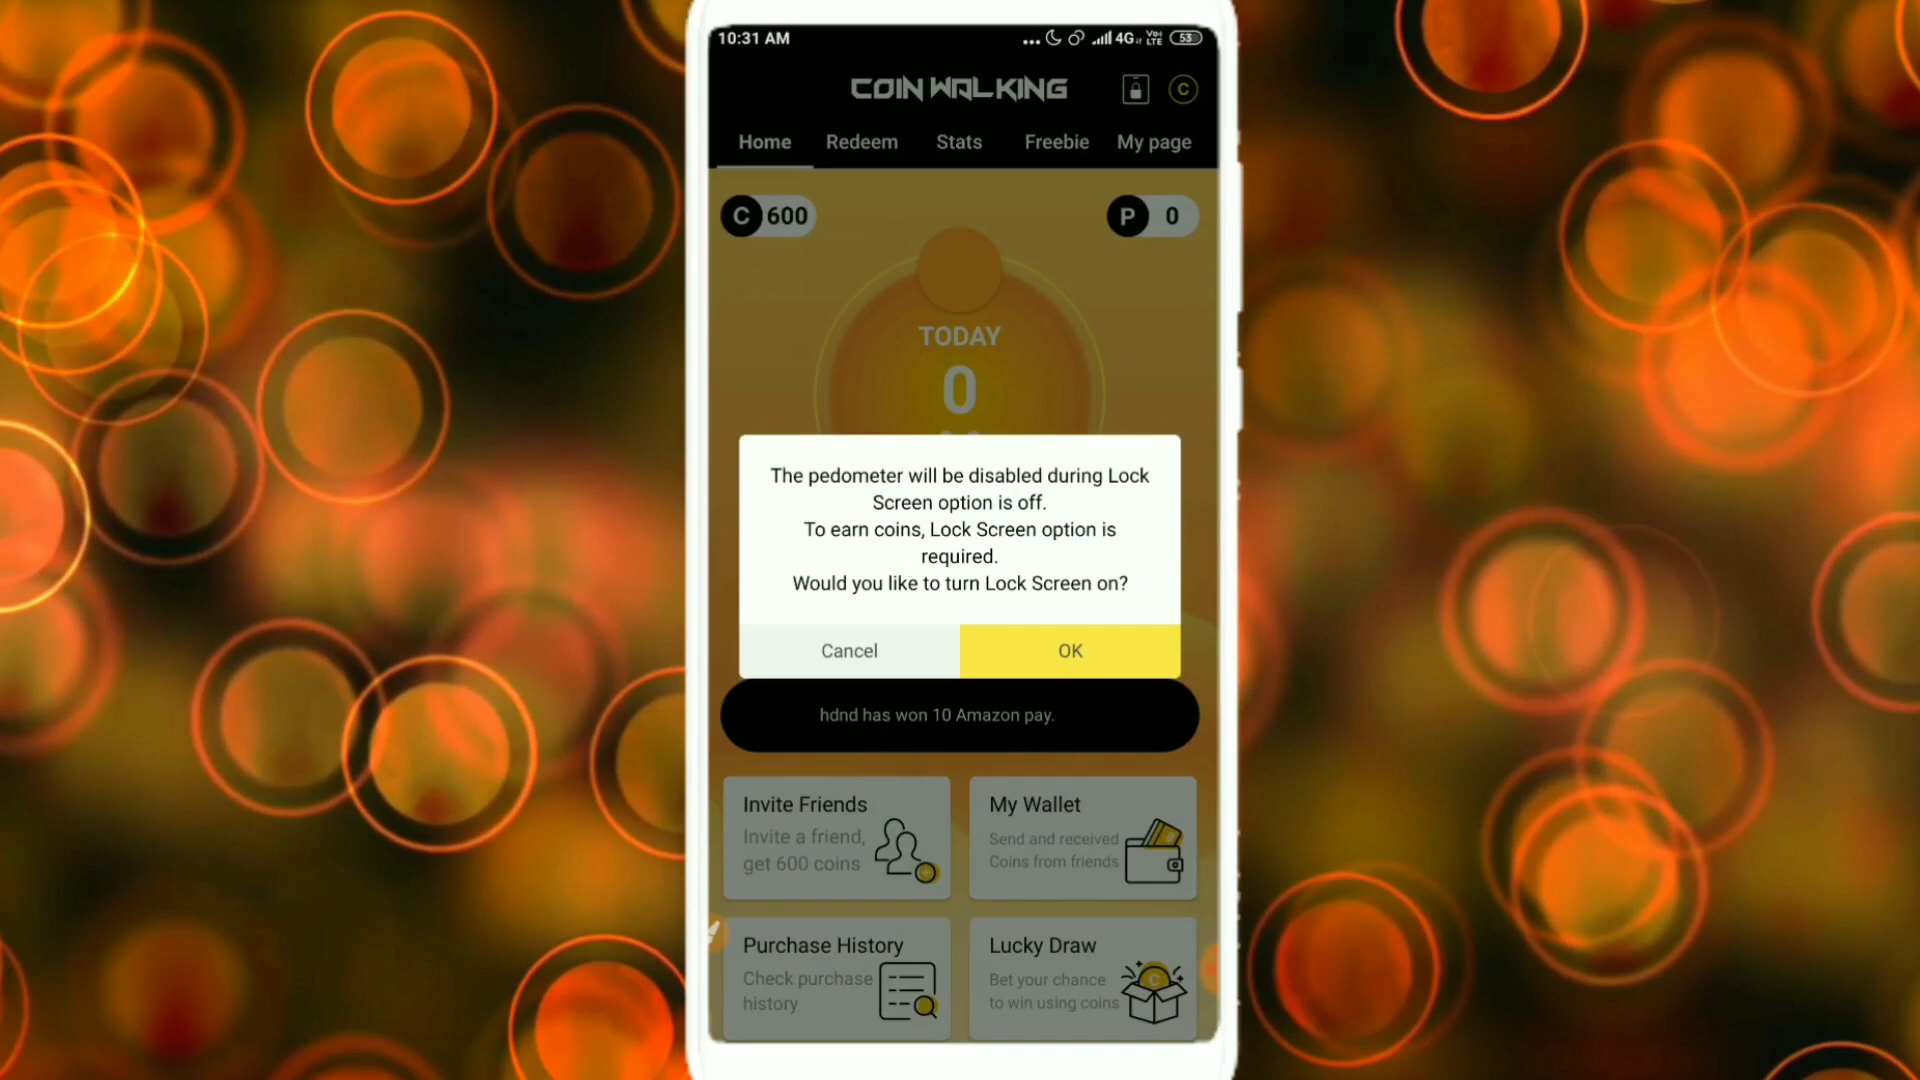 10:31 AM
4G
Vo) LTE
53
COIN WALKING
C
Home
Redeem
Stats
Freebie
My page
C 600
P 0
TODAY
0
The pedometer will be disabled during Lock
Screen option is off.
To earn coins, Lock Screen option is
required.
Would you like to turn Lock Screen on?
Cancel
OK
hdnd has won 10 Amazon pay.
Invite Friends
Invite a friend,
get 600 coins
My Wallet
Send and received
Coins from friends
Purchase History
Check purchase
history
Lucky Draw
Bet your chance
to win using coins